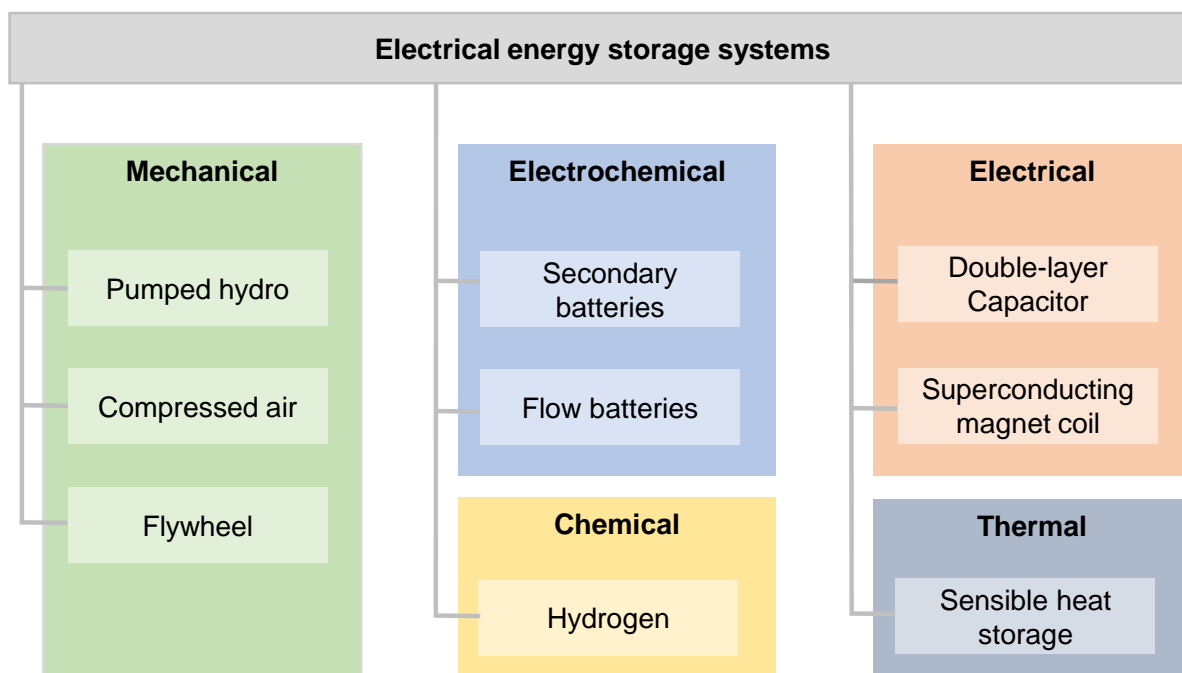 Electrical energy storage systems
Mechanical
Pumped hydro
Compressed air
Flywheel
Electrochemical
Secondary
batteries
Flow batteries
Chemical
Hydrogen
Electrical
Double-layer
Capacitor
Superconducting
magnet coil
Thermal
Sensible heat
storage